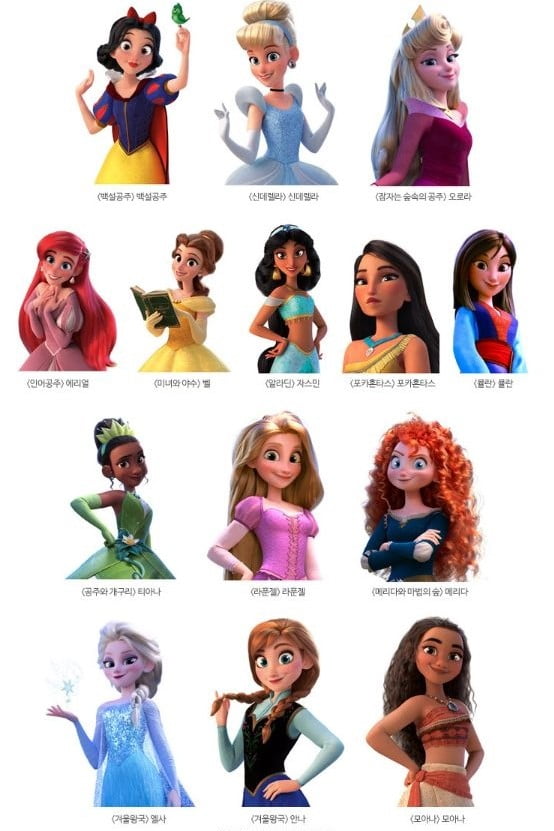 <백설공주> 백설공주
<신데렐라> 신데렐라
<잠자는 숲속의 공주> 오로라
<인어공주> 에리얼
<미녀와 야수> 벨
<알라딘> 쟈스민
<포카혼타스> 포카혼타스
<뮬란> 뮬란
<공주와 개구리> 티아나
<라푼젤> 라푼젤
<메리다와 마법의 숲> 메리다
<겨울왕국> 엘사
<겨울왕국> 안나
<모아나> 모아나